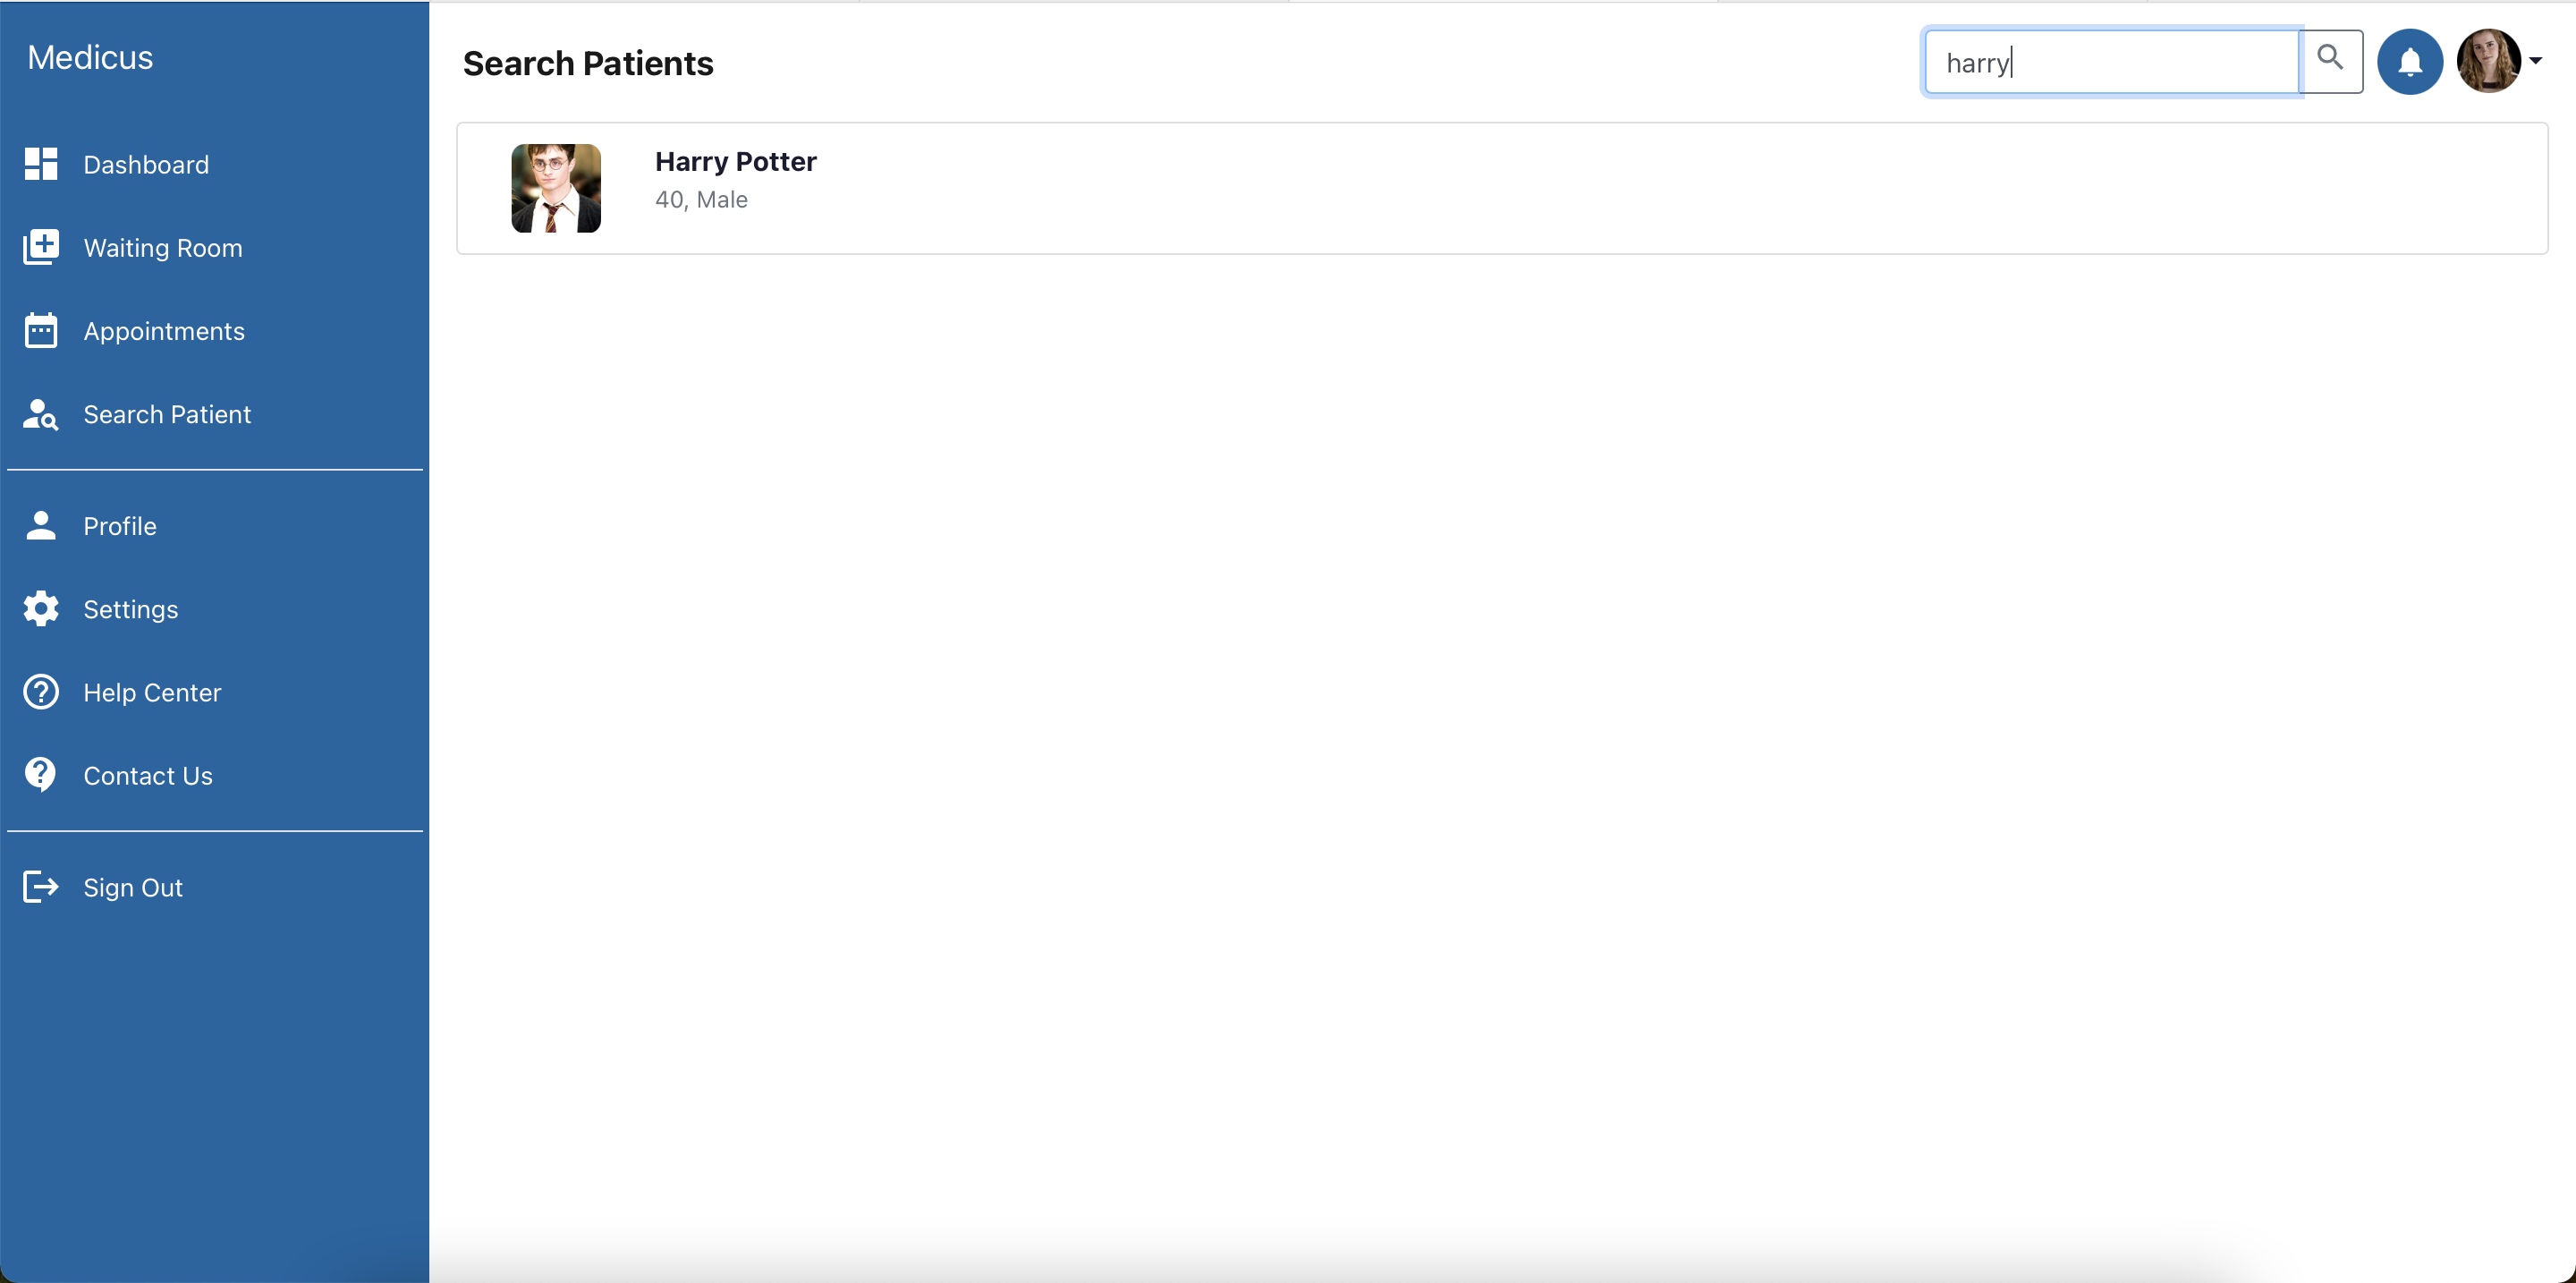 Medicus
Dashboard
Waiting Room
Appointments
Search Patient
Profile
Settings
Help Center
Contact Us
Sign Out
Search Patients
harry
Harry Potter
40, Male